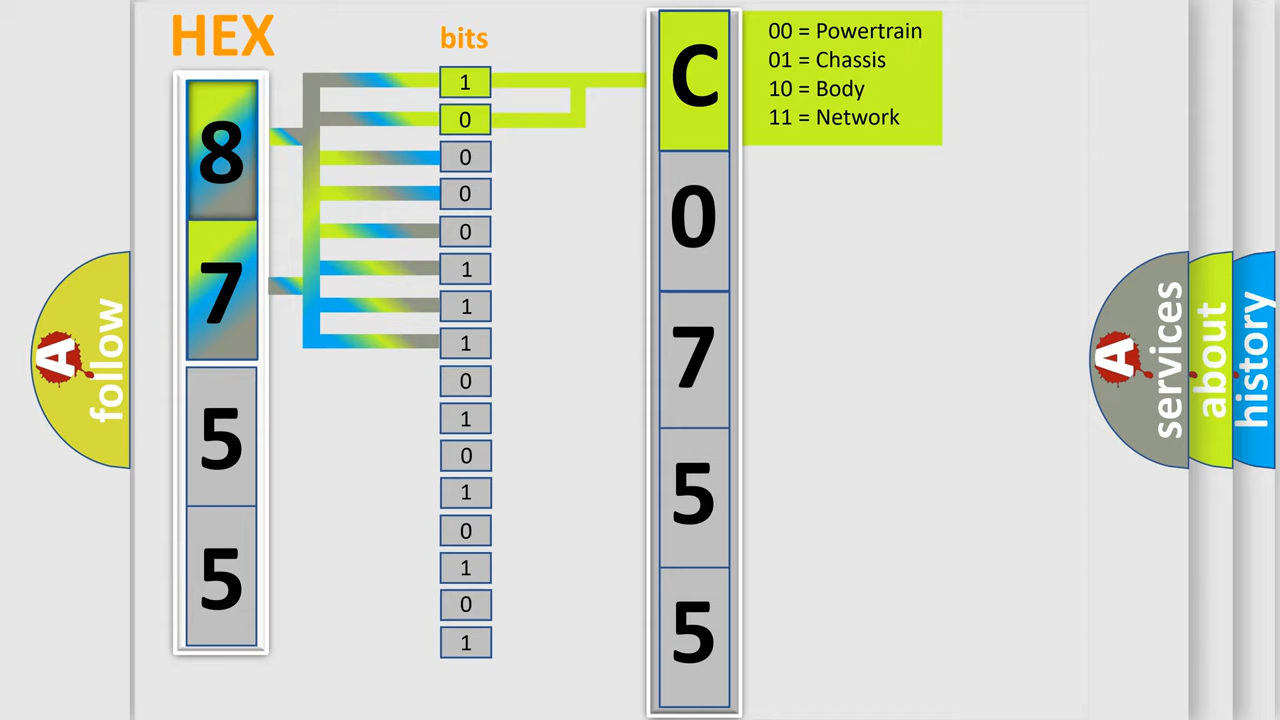 HEX
8
7
5
5
bits
1
0
0
0
0
1
1
1
0
1
0
1
0
1
0
1
C
0
7
5
5
00 = Powertrain
01 = Chassis
10 = Body
11 = Network
A
follow
A
services
about
history